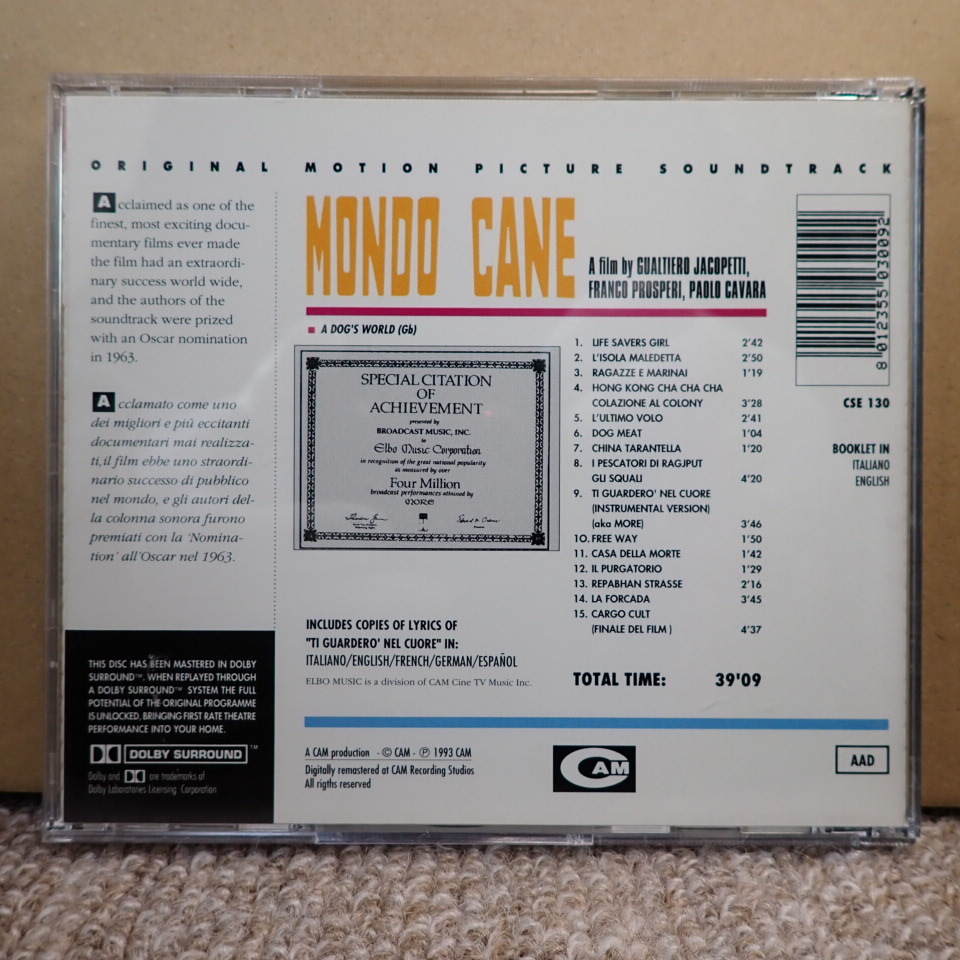 ORIGINAL MOTION PICTURE SOUNDTRACK
Acclaimed as one of the
finest, most exciting docu-
mentary films ever made
the film had an extraordi-
nary success world wide,
and the authors of the
soundtrack were prized
with an Oscar nomination
in 1963.
Acclamato come uno
dei migliori e più eccitanti
documentari mai realizza-
ti,il film ebbe uno straordi-
nario successo di pubblico
nel mondo, e gli autori del-
la colonna sonora furono
premiati con la 'Nomina-
tion' all'Oscar nel 1963.
THIS DISC HAS BEEN MASTERED IN DOLBY
SURROUND™. WHEN REPLAYED THROUGH
A DOLBY SURROUND™ SYSTEM THE FULL
POTENTIAL OF THE ORIGINAL PROGRAMME
IS UNLOCKED, BRINGING FIRST RATE THEATRE
PERFORMANCE INTO YOUR HOME.
DOLBY SURROUND™
Dolby and are trademarks of
Dolby Laboratories Licensing Corporation
MONDO CANE
A film by GUALTIERO JACOPETTI,
FRANCO PROSPERI, PAOLO CAVARA
A DOG'S WORLD (Gb)
SPECIAL CITATION
OF
ACHIEVEMENT
presented by
BROADCAST MUSIC, INC.
to
Elbo Music Corporation
in recognition of the great national popularity
as measured by over
Four Million
broadcast performances attained by
MORE
INCLUDES COPIES OF LYRICS OF
"TI GUARDERO' NEL CUORE" IN:
ITALIANO/ENGLISH/FRENCH/GERMAN/ESPAÑOL
ELBO MUSIC is a division of CAM Cine TV Music Inc.
1. LIFE SAVERS GIRL 2'42
2. L'ISOLA MALEDETTA 2'50
3. RAGAZZE E MARINAI 1'19
4. HONG KONG CHA CHA CHA
COLAZIONE AL COLONY 3'28
5. L'ULTIMO VOLO 2'41
6. DOG MEAT 1'04
7. CHINA TARANTELLA 1'20
8. I PESCATORI DI RAGJPUT
GLI SQUALI 4'20
9. TI GUARDERO' NEL CUORE
(INSTRUMENTAL VERSION)
(aka MORE) 3'46
10. FREE WAY 1'50
11. CASA DELLA MORTE 1'42
12. IL PURGATORIO 1'29
13. REPABHAN STRASSE 2'16
14. LA FORCADA 3'45
15. CARGO CULT
(FINALE DEL FILM ) 4'37
TOTAL TIME: 39'09
8 012355 030092
CSE 130
BOOKLET IN
ITALIANO
ENGLISH
A CAM production - © CAM - ℗ 1993 CAM
Digitally remastered at CAM Recording Studios
All rigths reserved
CAM
AAD